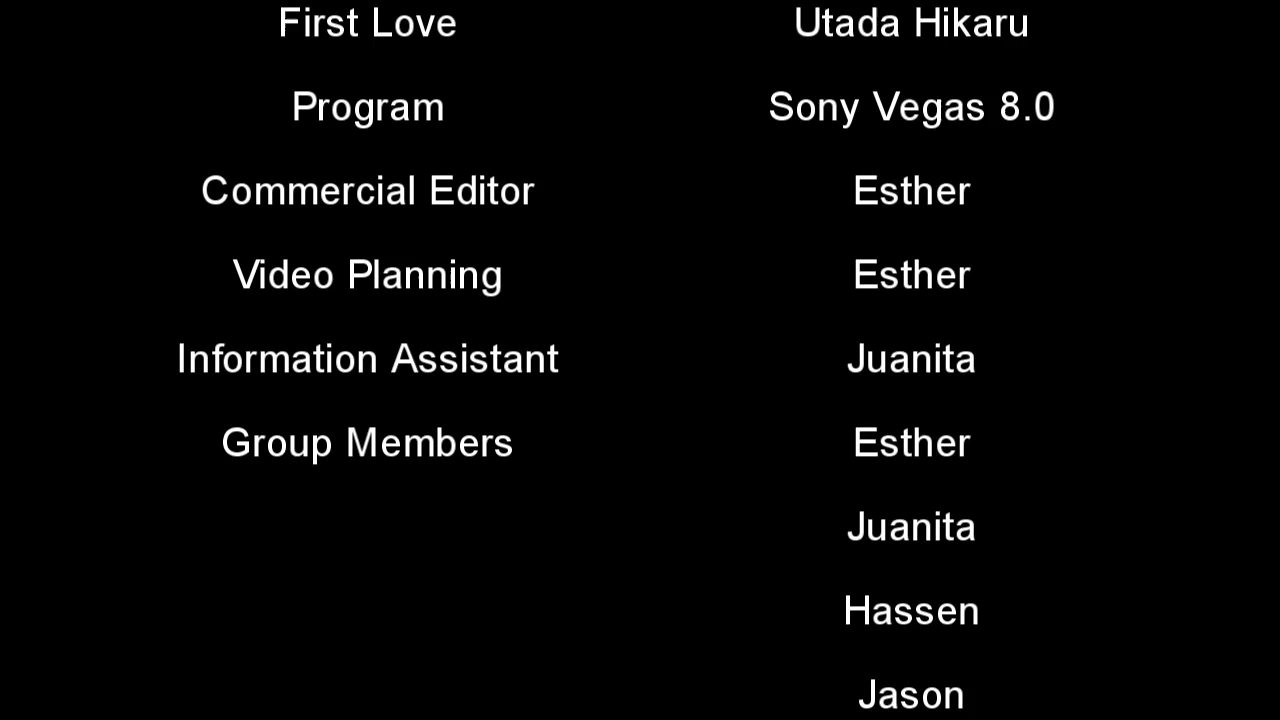 First Love Utada Hikaru
Program Sony Vegas 8.0
Commercial Editor Esther
Video Planning Esther
Information Assistant Juanita
Group Members Esther
Juanita
Hassen
Jason